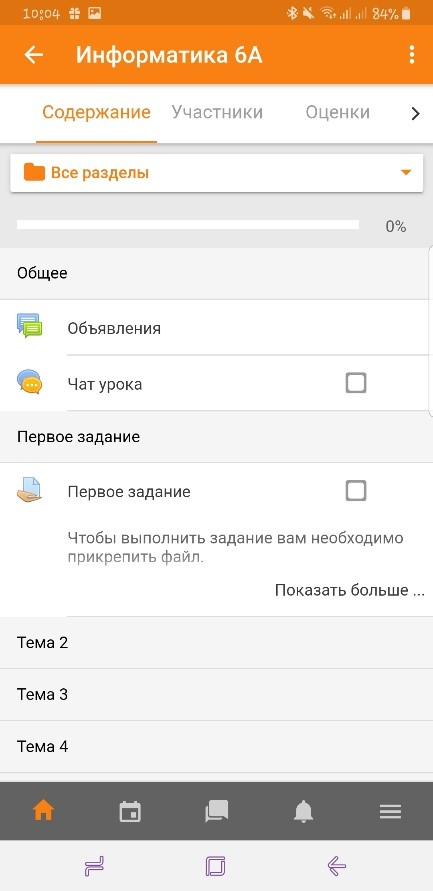 10:04
84%
Информатика 6А
Содержание Участники Оценки
Все разделы
0%
Общее
Объявления
Чат урока
Первое задание
Первое задание
Чтобы выполнить задание вам необходимо
прикрепить файл.
Показать больше ...
Тема 2
Тема 3
Тема 4